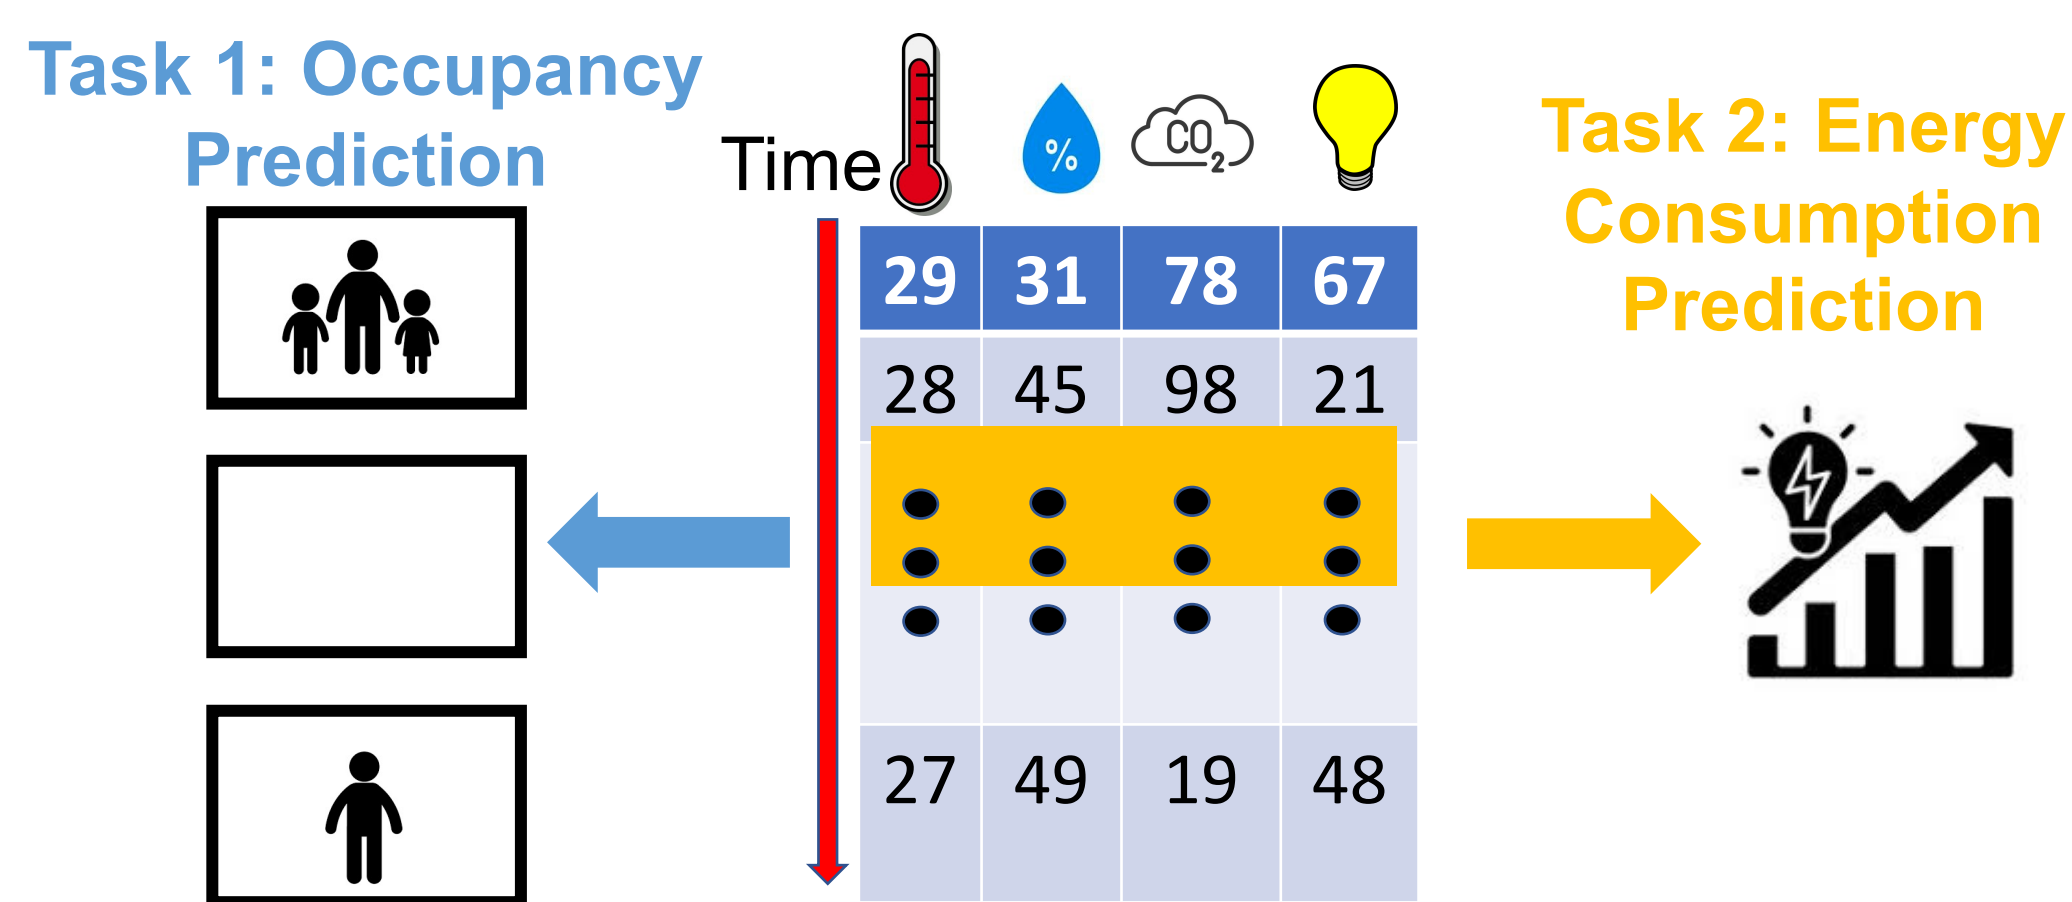 Task 1: Occupancy
Prediction
Time
%
CO2
Task 2: Energy
Consumption
Prediction
29 31 78 67
28 45 98 21
27 49 19 48